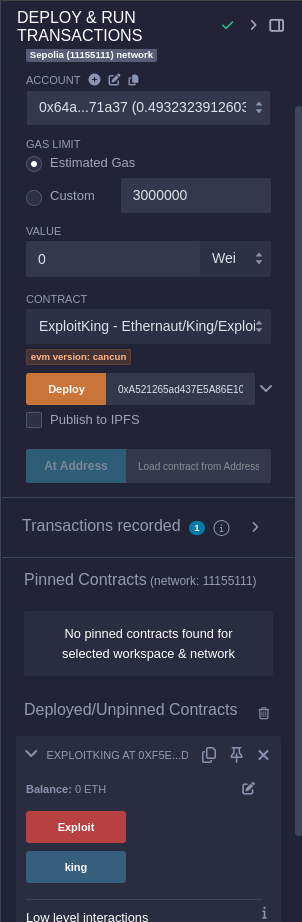 DEPLOY & RUN
TRANSACTIONS
Sepolia (11155111) network
ACCOUNT
0x64a...71a37 (0.4932323912603
GAS LIMIT
Estimated Gas
Custom
3000000
VALUE
0
Wei
CONTRACT
ExploitKing - Ethernaut/King/Exploi
evm version: cancun
Deploy
0xA521265ad437E5A86E1C
Publish to IPFS
At Address
Load contract from Address
Transactions recorded
1
i
Pinned Contracts (network: 11155111)
No pinned contracts found for
selected workspace & network
Deployed/Unpinned Contracts
EXPLOITKING AT 0XF5E...D
Balance: 0 ETH
Exploit
king
Low level interactions
i